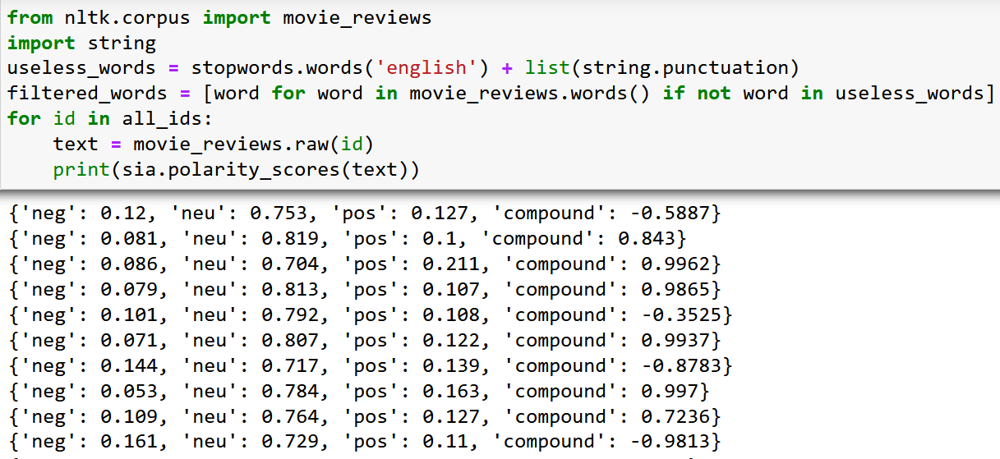 from nltk.corpus import movie_reviews
import string
useless_words = stopwords.words('english') + list(string.punctuation)
filtered_words = [word for word in movie_reviews.words() if not word in useless_words]
for id in all_ids:
    text = movie_reviews.raw(id)
    print(sia.polarity_scores(text))
{'neg': 0.12, 'neu': 0.753, 'pos': 0.127, 'compound': -0.5887}
{'neg': 0.081, 'neu': 0.819, 'pos': 0.1, 'compound': 0.843}
{'neg': 0.086, 'neu': 0.704, 'pos': 0.211, 'compound': 0.9962}
{'neg': 0.079, 'neu': 0.813, 'pos': 0.107, 'compound': 0.9865}
{'neg': 0.101, 'neu': 0.792, 'pos': 0.108, 'compound': -0.3525}
{'neg': 0.071, 'neu': 0.807, 'pos': 0.122, 'compound': 0.9937}
{'neg': 0.144, 'neu': 0.717, 'pos': 0.139, 'compound': -0.8783}
{'neg': 0.053, 'neu': 0.784, 'pos': 0.163, 'compound': 0.997}
{'neg': 0.109, 'neu': 0.764, 'pos': 0.127, 'compound': 0.7236}
{'neg': 0.161, 'neu': 0.729, 'pos': 0.11, 'compound': -0.9813}